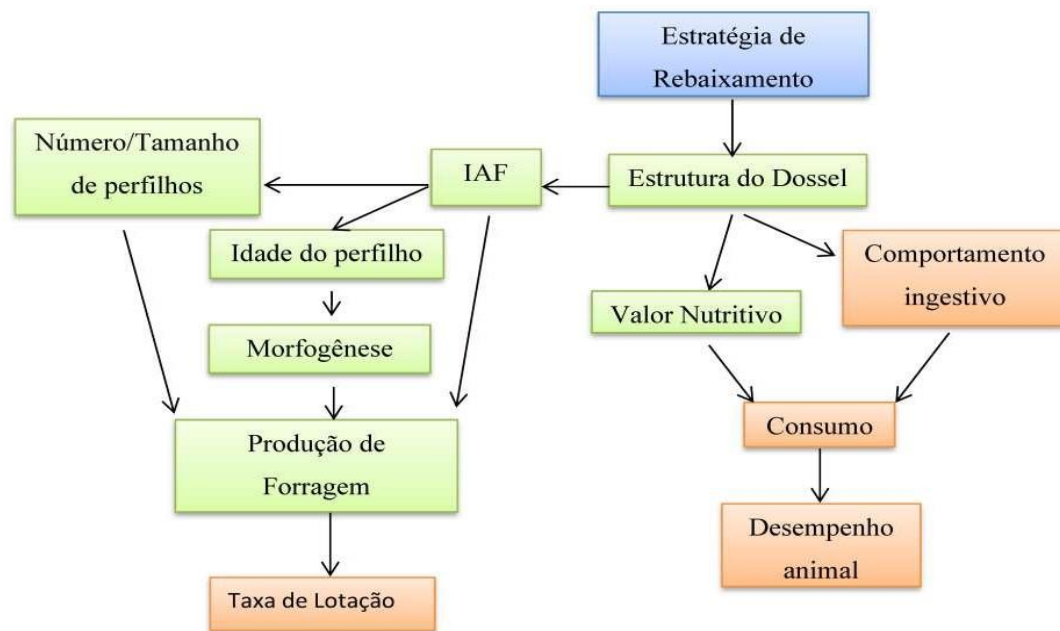 Estratégia de
Rebaixamento
Número/Tamanho
de perfilhos
IAF
Estrutura do Dossel
Idade do perfilho
Comportamento
ingestivo
Valor Nutritivo
Morfogênese
Consumo
Produção de
Forragem
Desempenho
animal
Taxa de Lotação